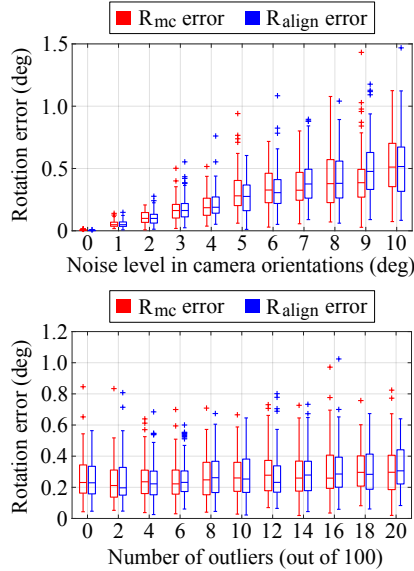 Rmc error Ralign error
Rotation error (deg)
1.5
1.0
0.5
0
0 1 2 3 4 5 6 7 8 9 10
Noise level in camera orientations (deg)
Rmc error Ralign error
Rotation error (deg)
1.2
1.0
0.8
0.6
0.4
0.2
0
0 2 4 6 8 10 12 14 16 18 20
Number of outliers (out of 100)